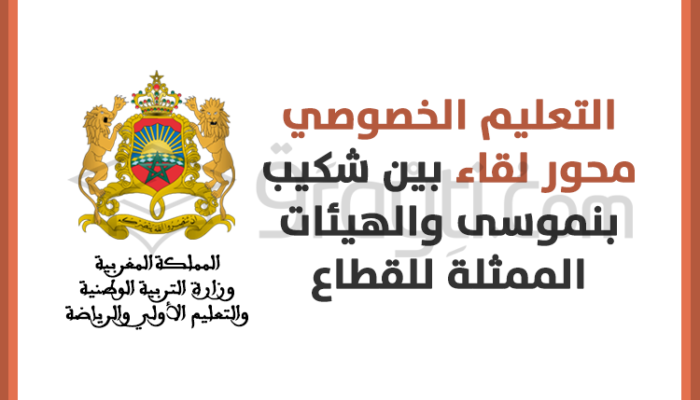 التعليم الخصوصي
محور لقاء بين شكيب
بنموسى والهيئات
الممثلة للقطاع
المملكة المغربية
وزارة التربية الوطنية
والتعليم الأولي والرياضة